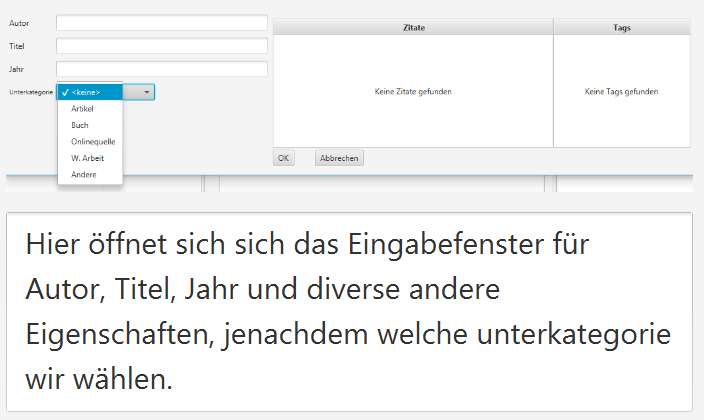 Autor
Titel
Jahr
Unterkategorie
<keine>
Artikel
Buch
Onlinequelle
W. Arbeit
Andere
Zitate
Tags
Keine Zitate gefunden
Keine Tags gefunden
OK
Abbrechen
Hier öffnet sich sich das Eingabefenster für
Autor, Titel, Jahr und diverse andere
Eigenschaften, jenachdem welche unterkategorie
wir wählen.